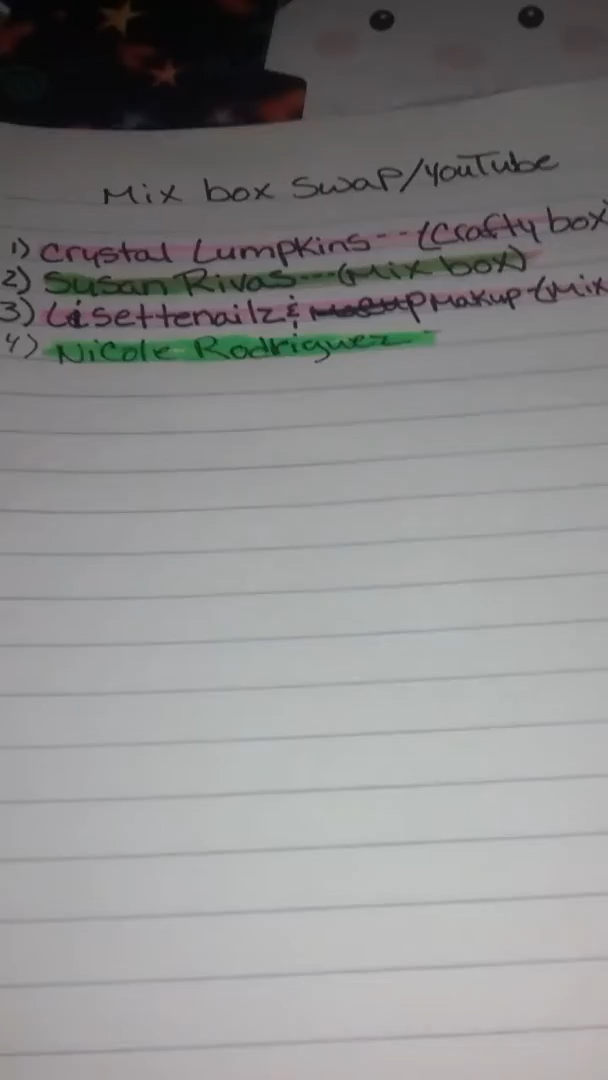 Mix box Swap/YouTube
1) Crystal Lumpkins--- (Crafty box
2) Susan Rivas---(Mix box)
3) Lisettenailz & PMakup-(Mix
4) Nicole Rodriguez